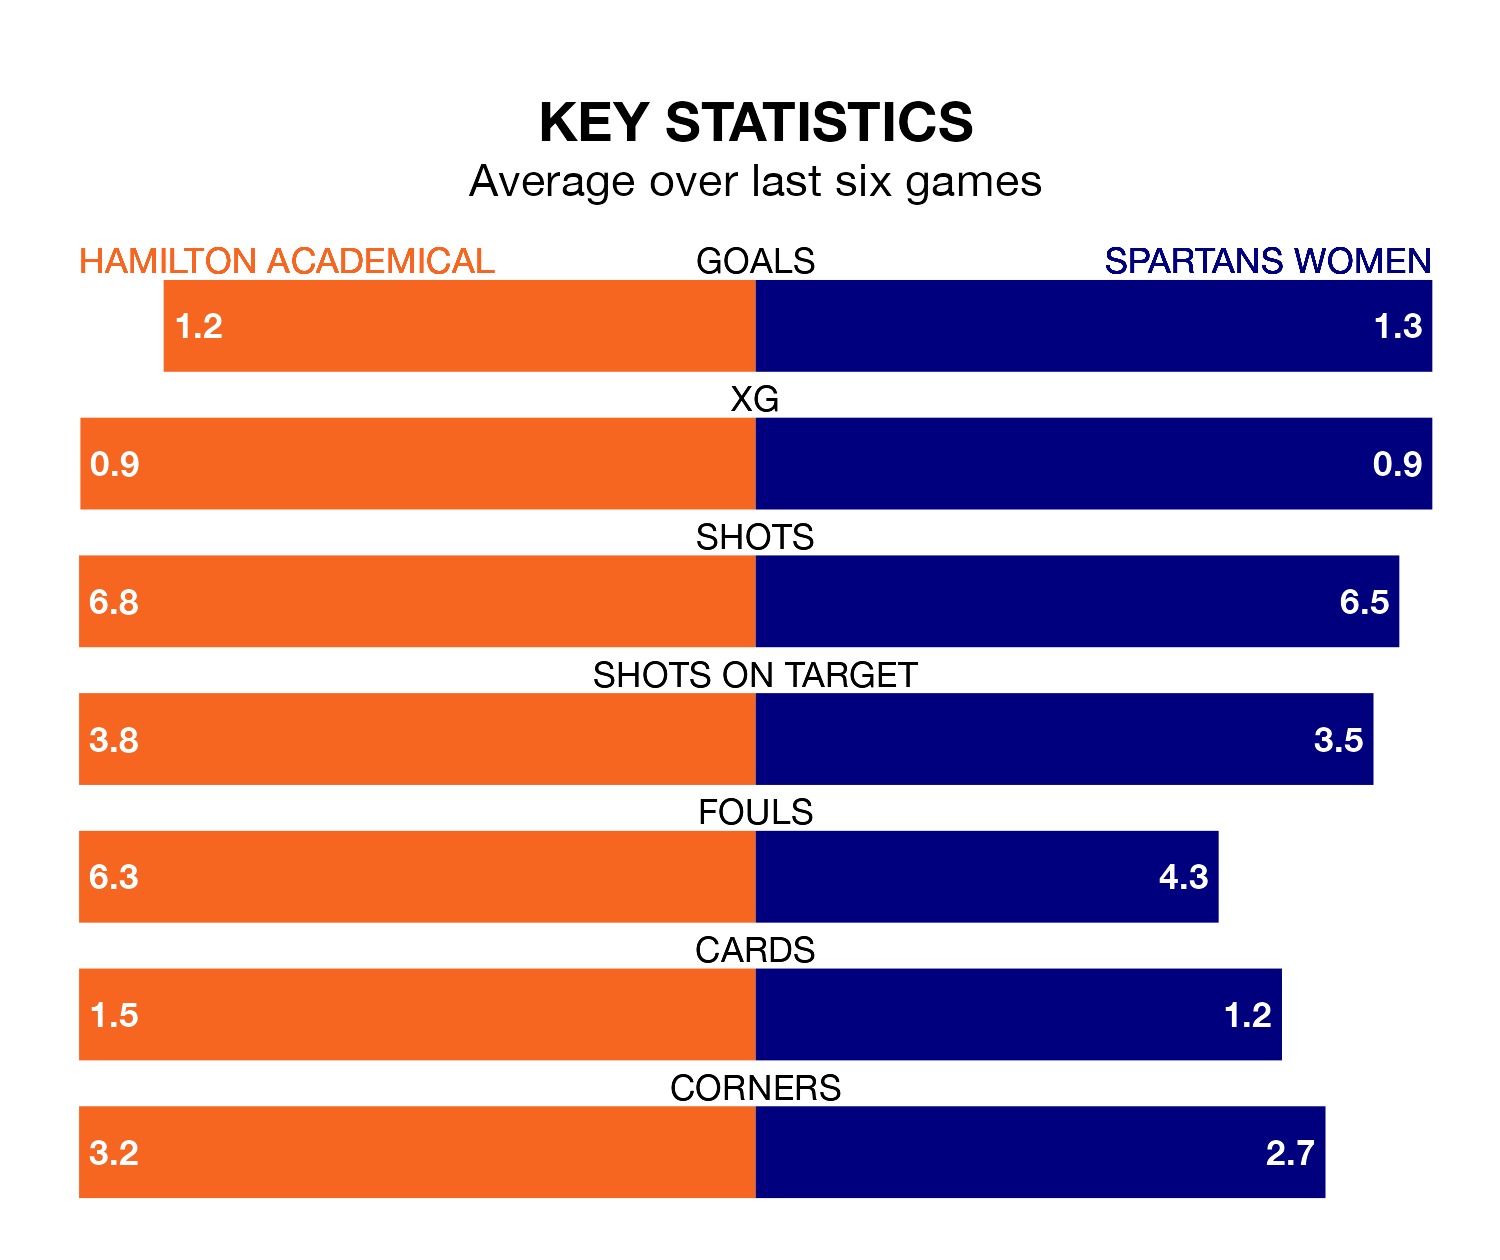 KEY STATISTICS
Average over last six games
HAMILTON ACADEMICAL GOALS SPARTANS WOMEN
1.2 1.3
XG
0.9 0.9
SHOTS
6.8 6.5
SHOTS ON TARGET
3.8 3.5
FOULS
6.3 4.3
CARDS
1.5 1.2
CORNERS
3.2 2.7